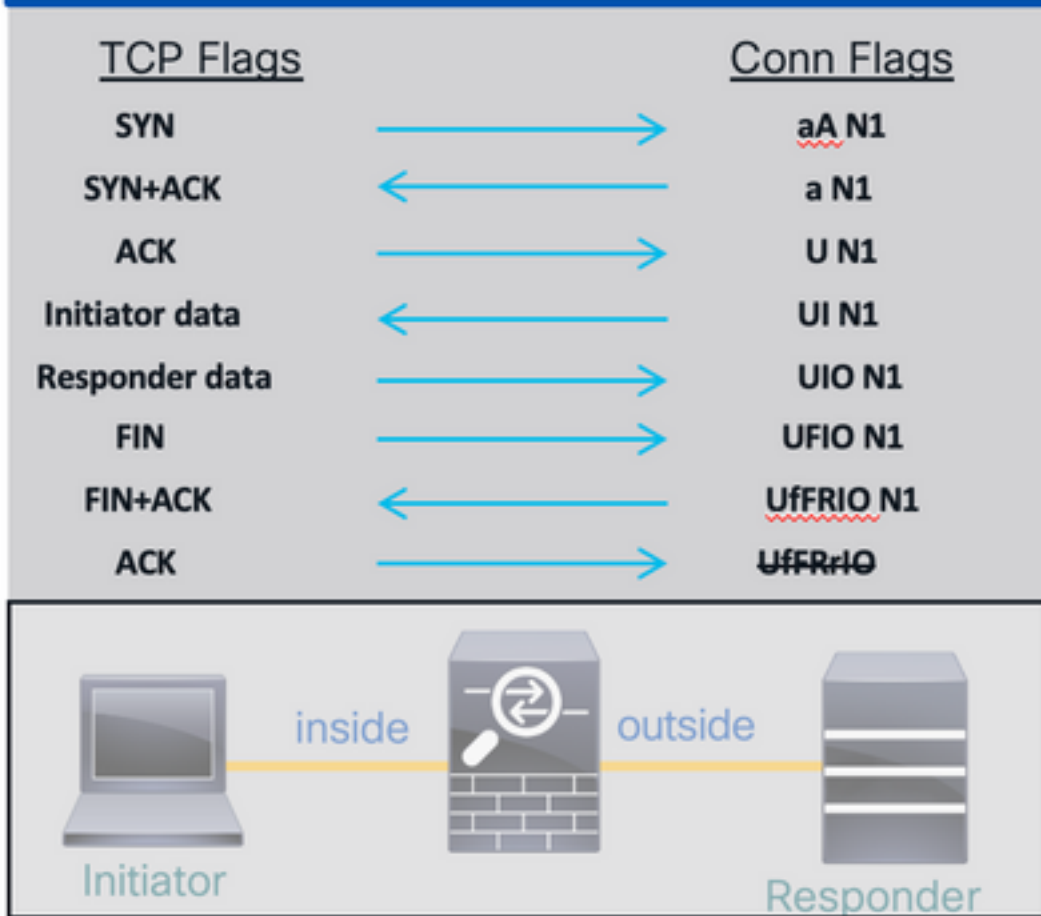 TCP Flags Conn Flags
SYN aA N1
SYN+ACK a N1
ACK U N1
Initiator data UI N1
Responder data UIO N1
FIN UFIO N1
FIN+ACK UfFRIO N1
ACK UfFRrIO
inside outside
Initiator
Responder